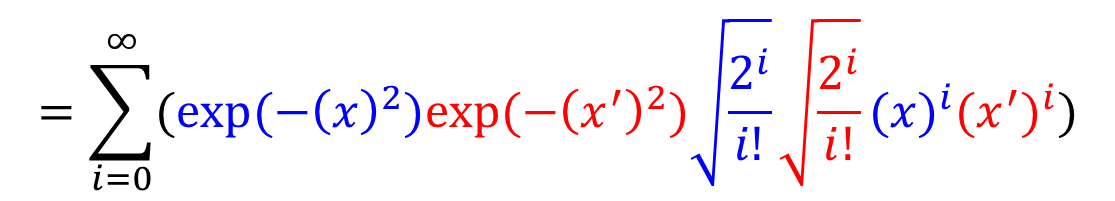 = ∑_{i=0}^{∞} (exp(−(x)²)exp(−(x′)²)√(2^i/i!) √(2^i/i!) (x)^i(x′)^i)